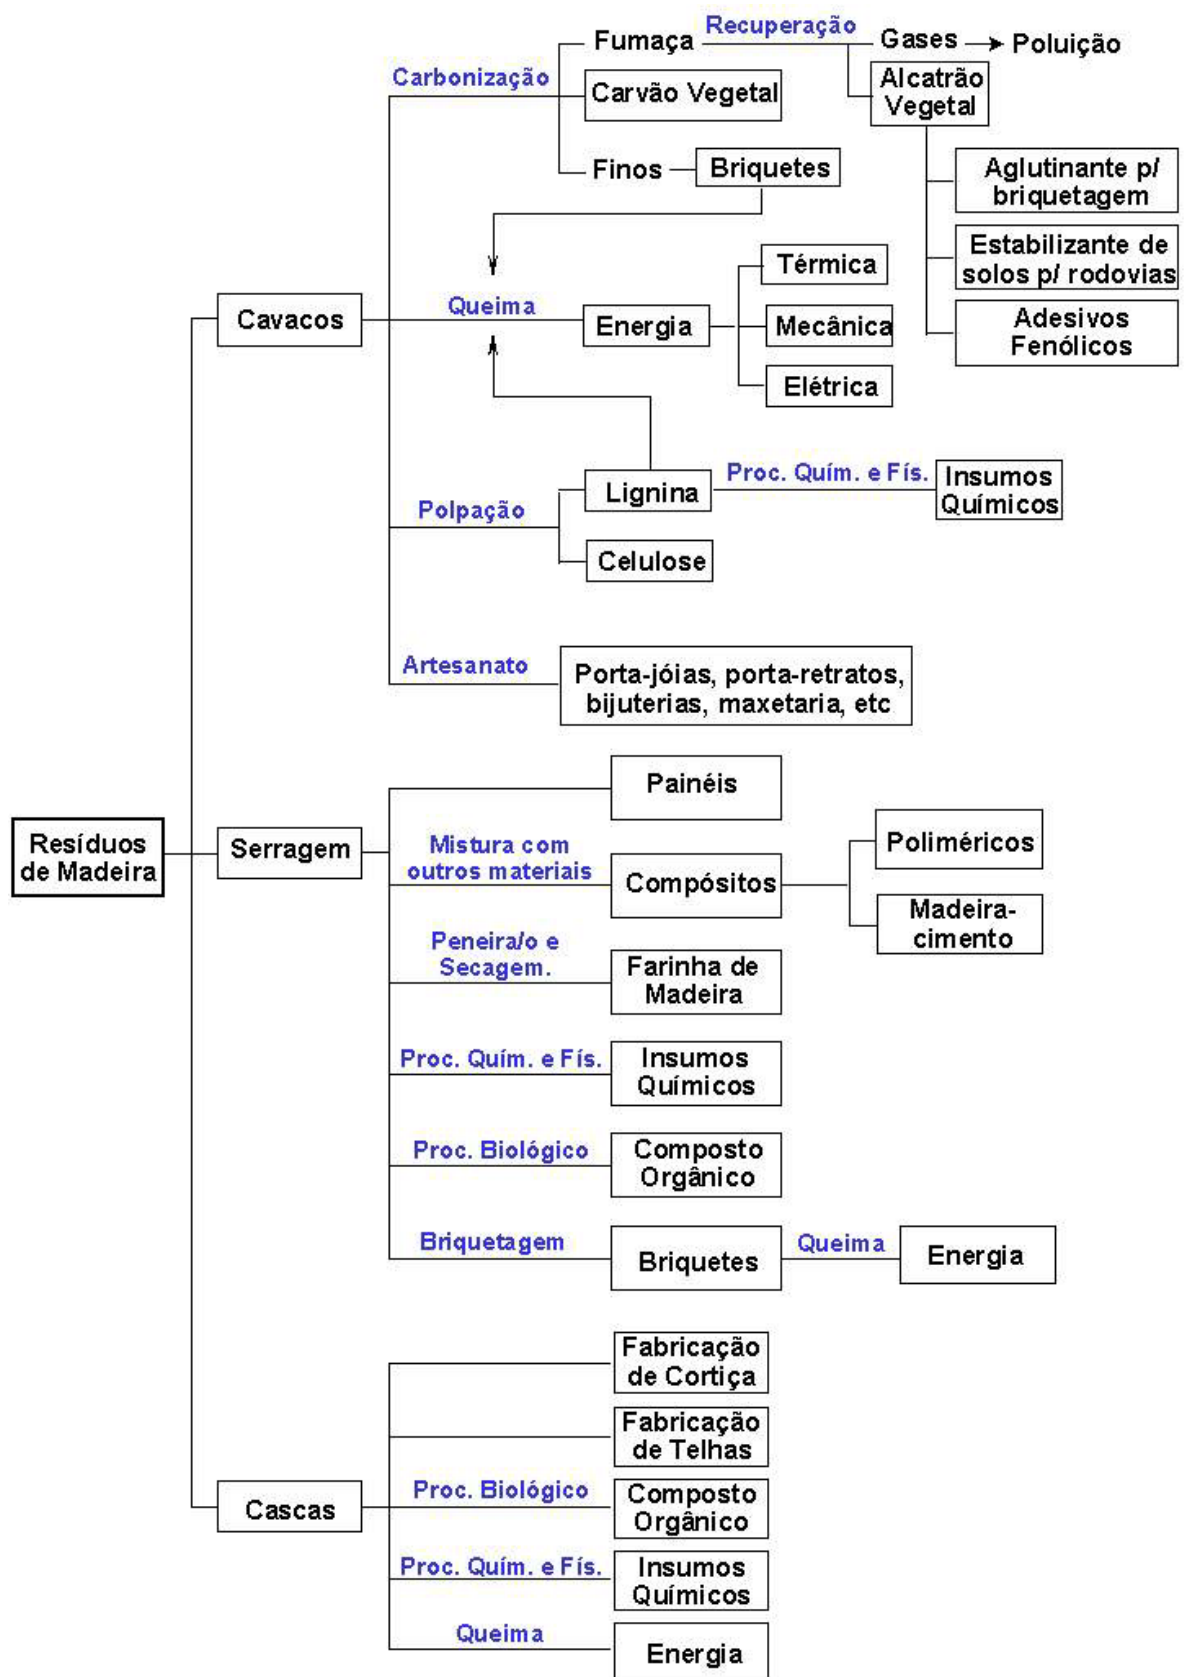 Recuperação
Fumaça
Gases
Poluição
Carbonização
Carvão Vegetal
Alcatrão
Vegetal
Finos
Briquetes
Aglutinante p/
briquetagem
Estabilizante de
solos p/ rodovias
Adesivos
Fenólicos
Cavacos
Queima
Energia
Térmica
Mecânica
Elétrica
Polpação
Lignina
Proc. Quím. e Fís.
Insumos
Químicos
Celulose
Artesanato
Porta-jóias, porta-retratos,
bijuterias, maxetaria, etc
Resíduos
de Madeira
Serragem
Painéis
Mistura com
outros materiais
Compósitos
Poliméricos
Madeira-
cimento
Peneira/o e
Secagem.
Farinha de
Madeira
Proc. Quím. e Fís.
Insumos
Químicos
Proc. Biológico
Composto
Orgânico
Briquetagem
Briquetes
Queima
Energia
Cascas
Fabricação
de Cortiça
Fabricação
de Telhas
Proc. Biológico
Composto
Orgânico
Proc. Quím. e Fís.
Insumos
Químicos
Queima
Energia